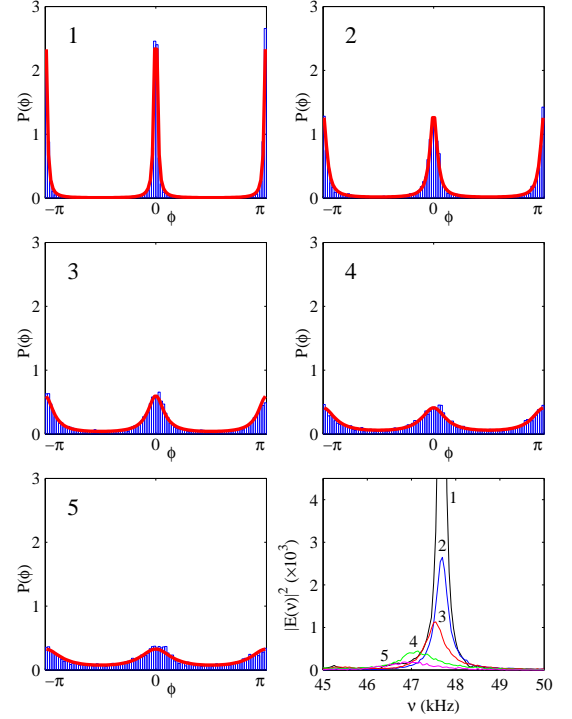 3 3
1 2
2 2
P(ϕ) P(ϕ)
1 1
0 0
−π 0 π −π 0 π
ϕ ϕ
3 3
3 4
2 2
P(ϕ) P(ϕ)
1 1
0 0
−π 0 π −π 0 π
ϕ ϕ
3 4
5 1
2 3 2
P(ϕ) |E(ν)|² (×10³)
2 3
1 1 4
5
0 0
−π 0 π 45 46 47 48 49 50
ϕ ν (kHz)